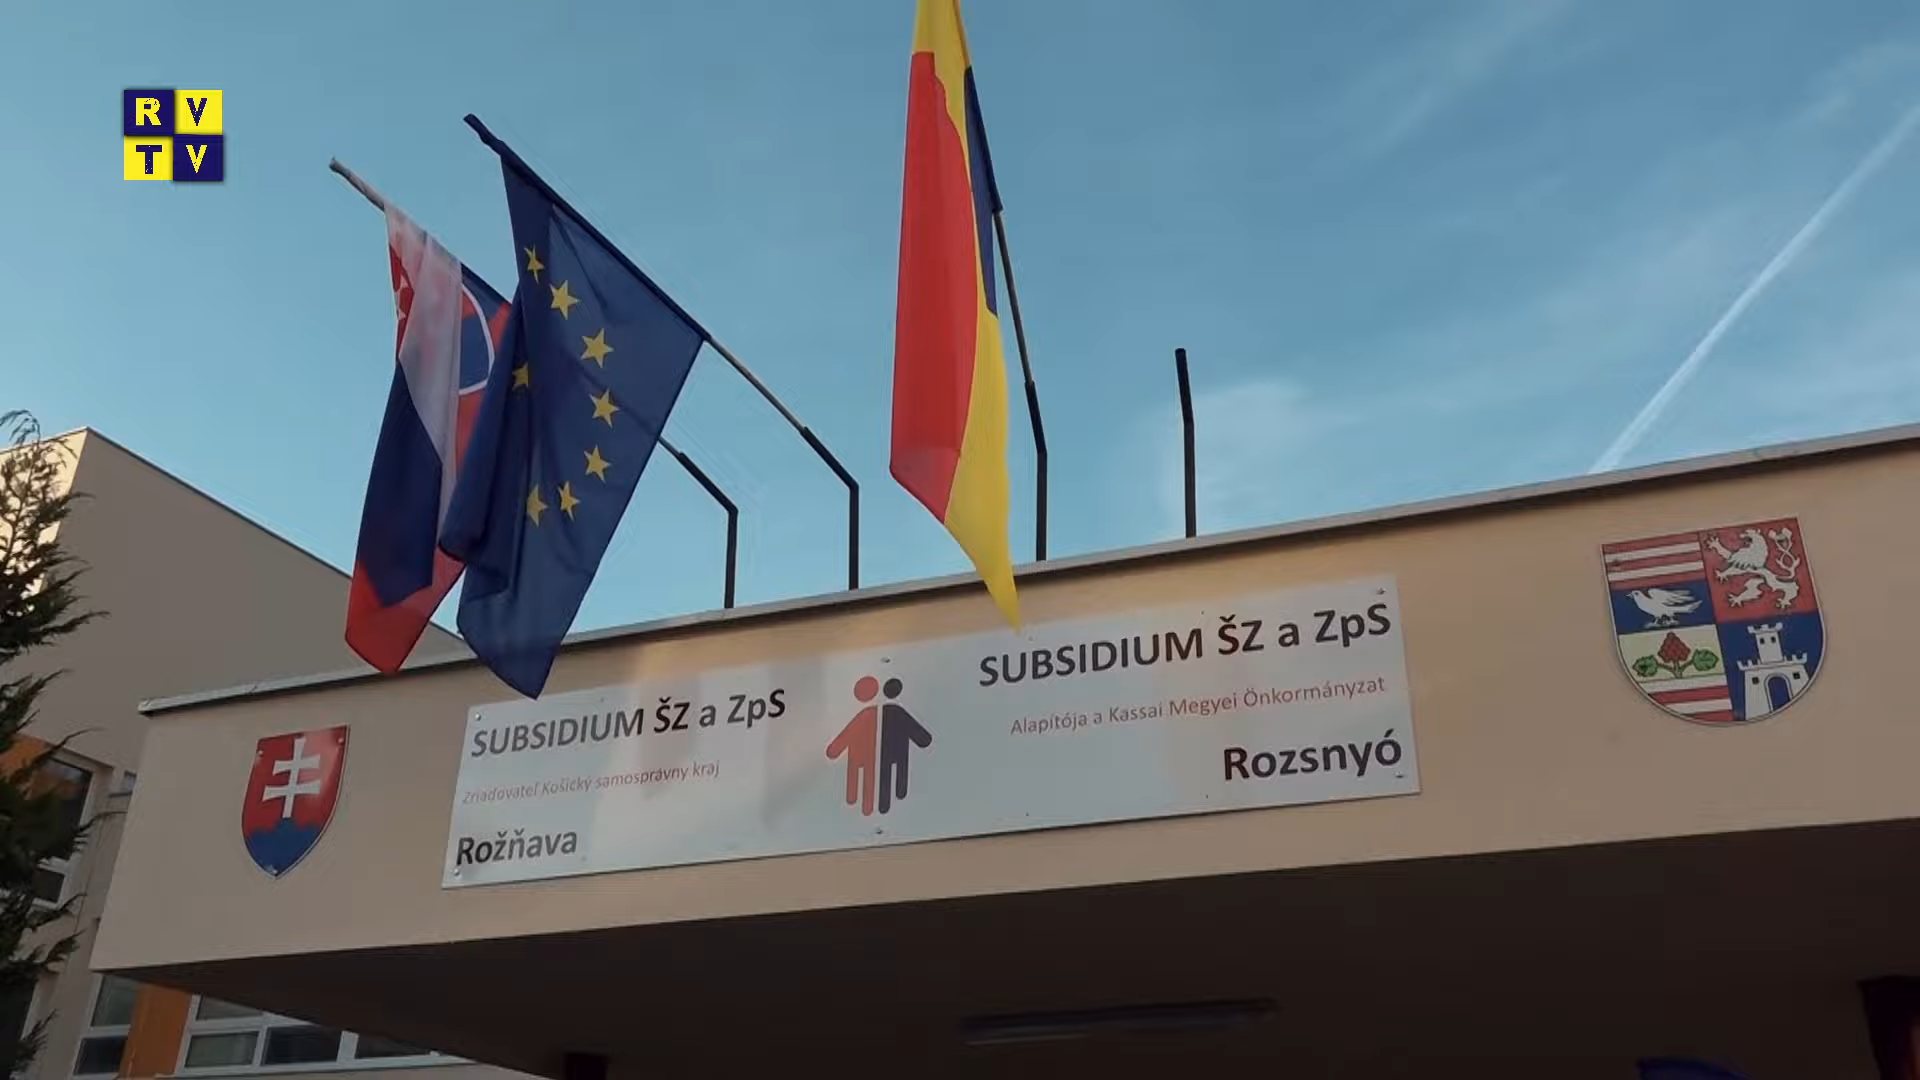 RV
TV
SUBSIDIUM ŠZ a ZpS
Zriaďovateľ Košický samosprávny kraj
Rožňava
SUBSIDIUM ŠZ a ZpS
Alapítója a Kassai Megyei Önkormányzat
Rozsnyó